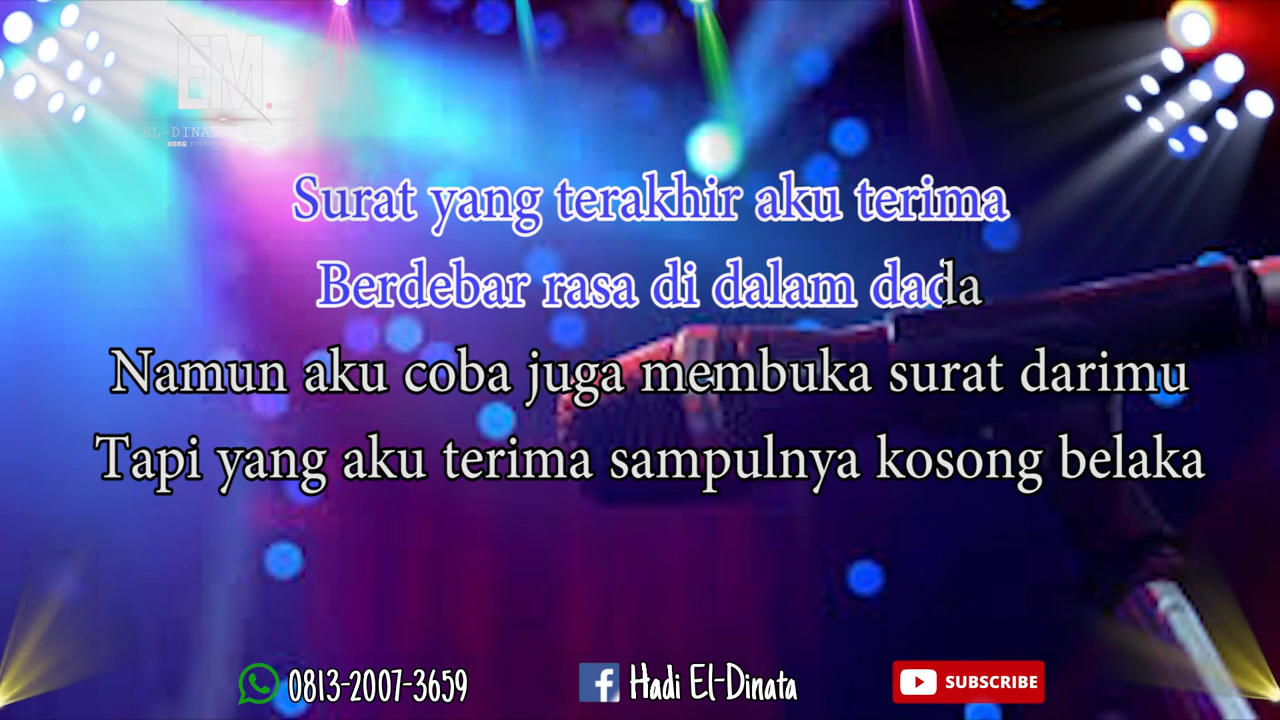 EM.
Surat yang terakhir aku terima
Berdebar rasa di dalam dada
Namun aku coba juga membuka surat darimu
Tapi yang aku terima sampulnya kosong belaka
0813-2007-3659
Hadi El-Dinata
SUBSCRIBE